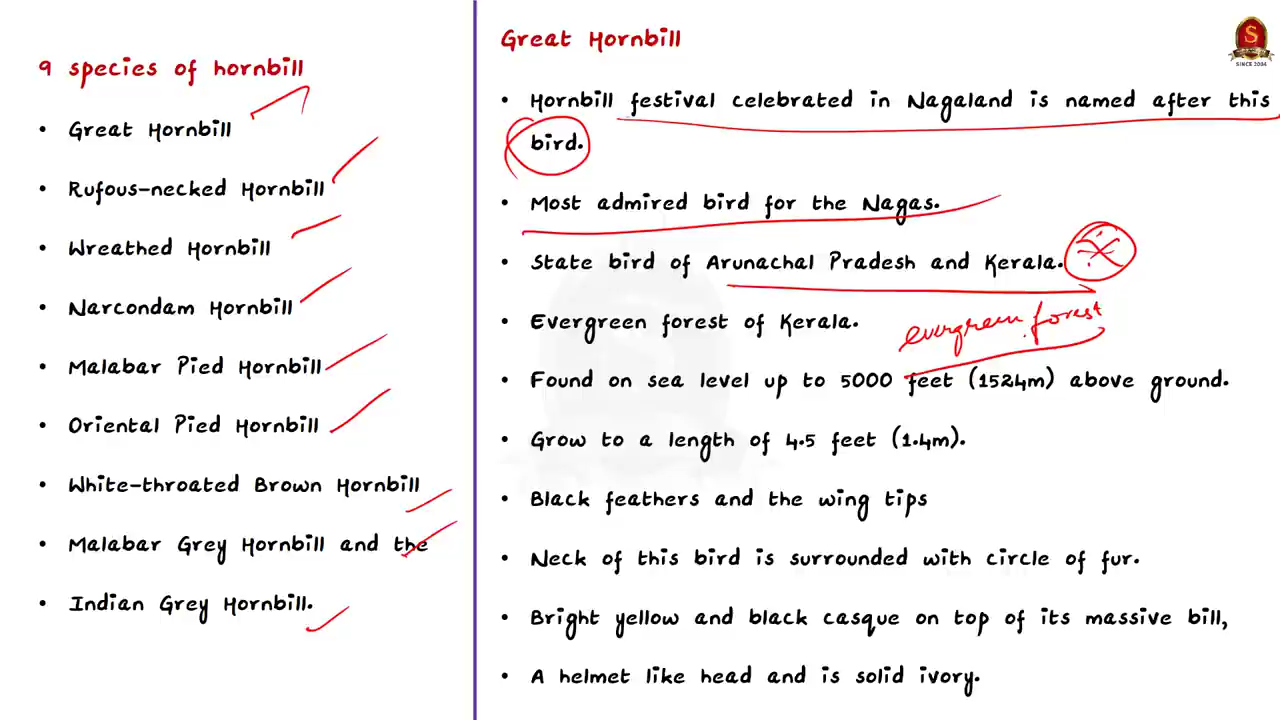 9 species of hornbill
• Great Hornbill
• Rufous-necked Hornbill
• Wreathed Hornbill
• Narcondam Hornbill
• Malabar Pied Hornbill
• Oriental Pied Hornbill
• White-throated Brown Hornbill
• Malabar Grey Hornbill and the
• Indian Grey Hornbill.
Great Hornbill
• Hornbill festival celebrated in Nagaland is named after this
bird.
• Most admired bird for the Nagas.
• State bird of Arunachal Pradesh and Kerala.
• Evergreen forest of Kerala.
evergreen forest
• Found on sea level up to 5000 feet (1524m) above ground.
• Grow to a length of 4.5 feet (1.4m).
• Black feathers and the wing tips
• Neck of this bird is surrounded with circle of fur.
• Bright yellow and black casque on top of its massive bill,
• A helmet like head and is solid ivory.
S
SINCE 2004